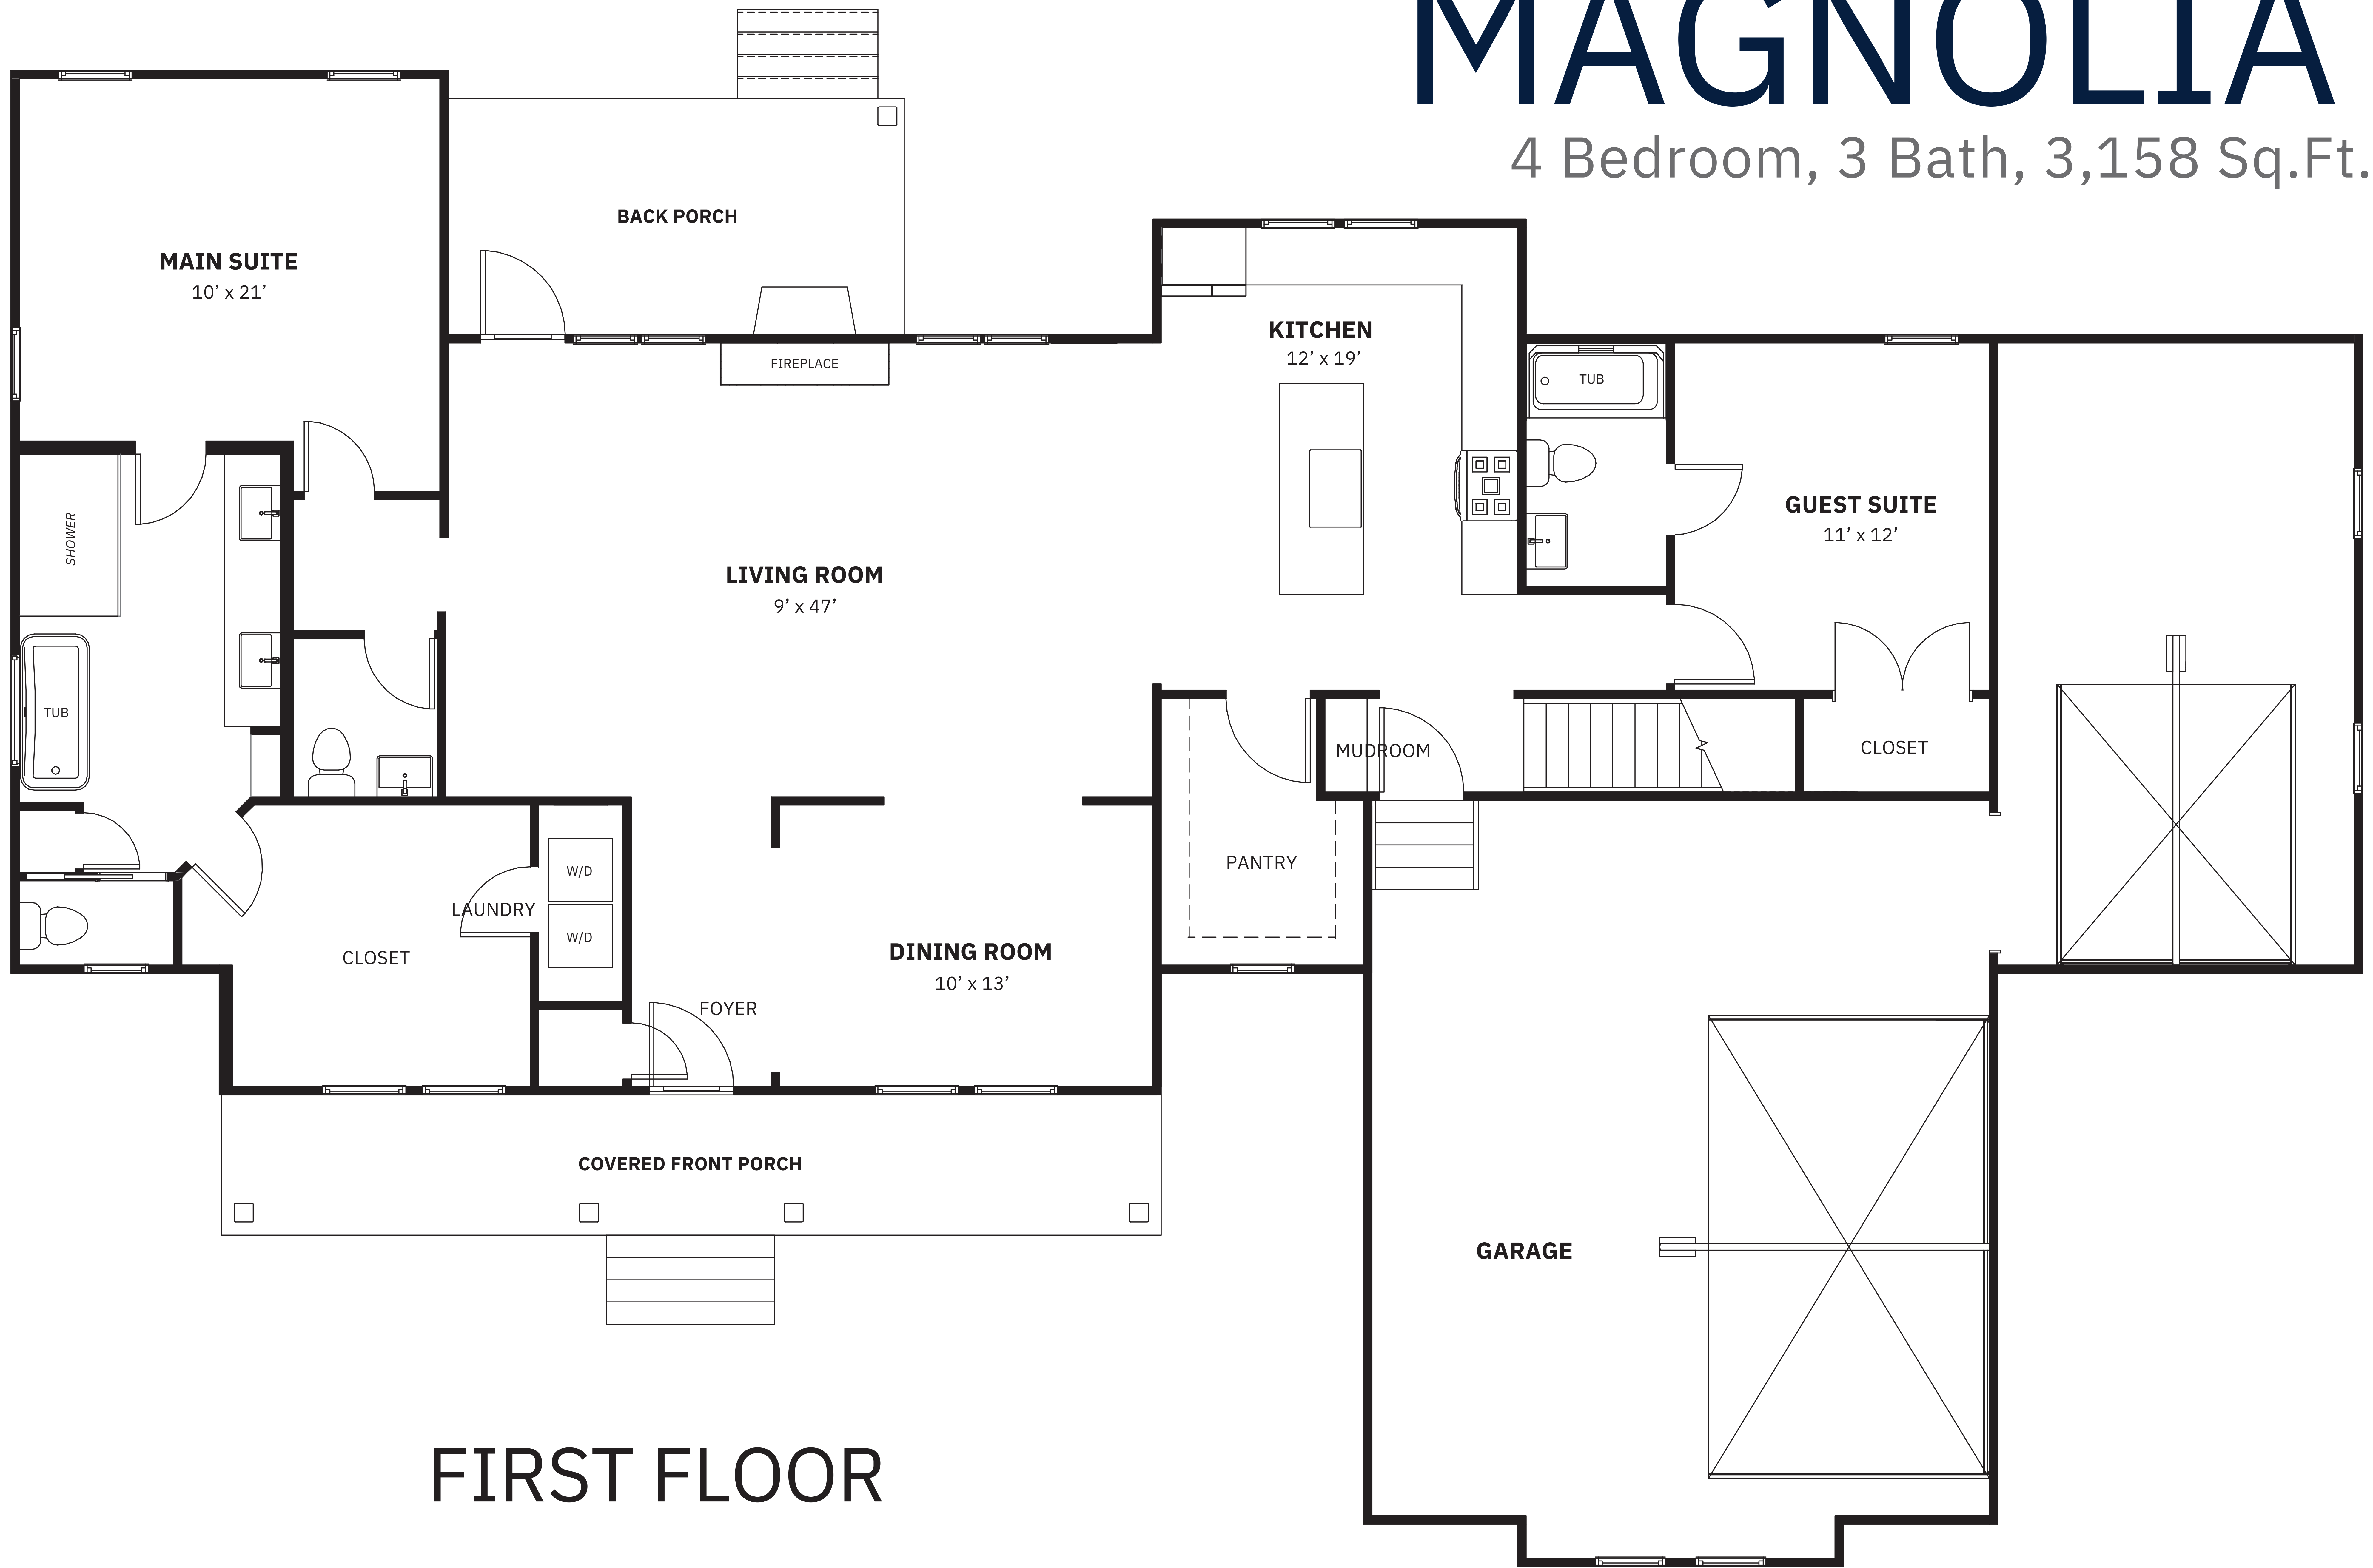 MAGNOLIA
4 Bedroom, 3 Bath, 3,158 Sq.Ft.
BACK PORCH
MAIN SUITE
10’ x 21’
KITCHEN
12’ x 19’
FIREPLACE
TUB
GUEST SUITE
11’ x 12’
SHOWER
LIVING ROOM
9’ x 47’
TUB
MUDROOM
CLOSET
PANTRY
W/D
LAUNDRY
W/D
CLOSET
DINING ROOM
10’ x 13’
FOYER
COVERED FRONT PORCH
GARAGE
FIRST FLOOR